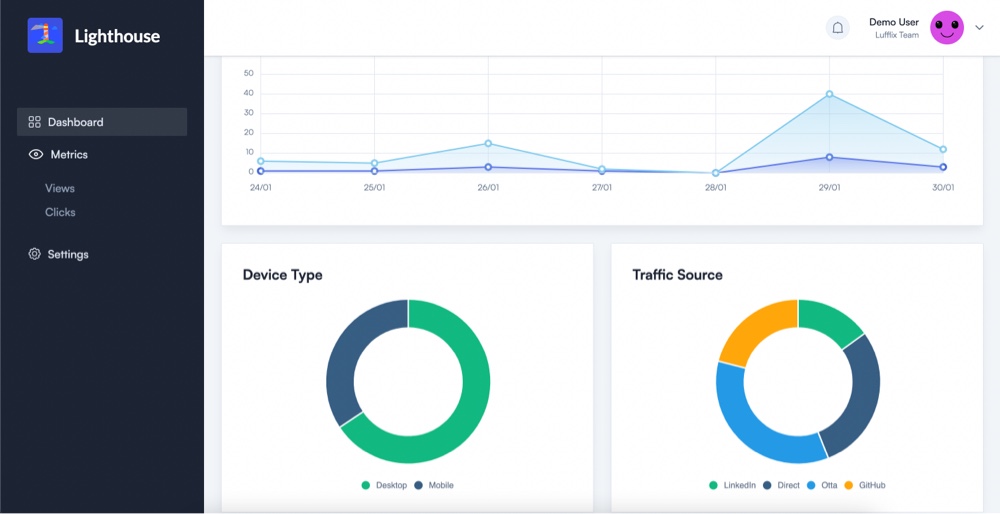 Lighthouse
Demo User
Luffix Team
Dashboard
Metrics
Views
Clicks
Settings
50
40
30
20
10
0
24/01 25/01 26/01 27/01 28/01 29/01 30/01
Device Type
Desktop Mobile
Traffic Source
LinkedIn Direct Otta GitHub